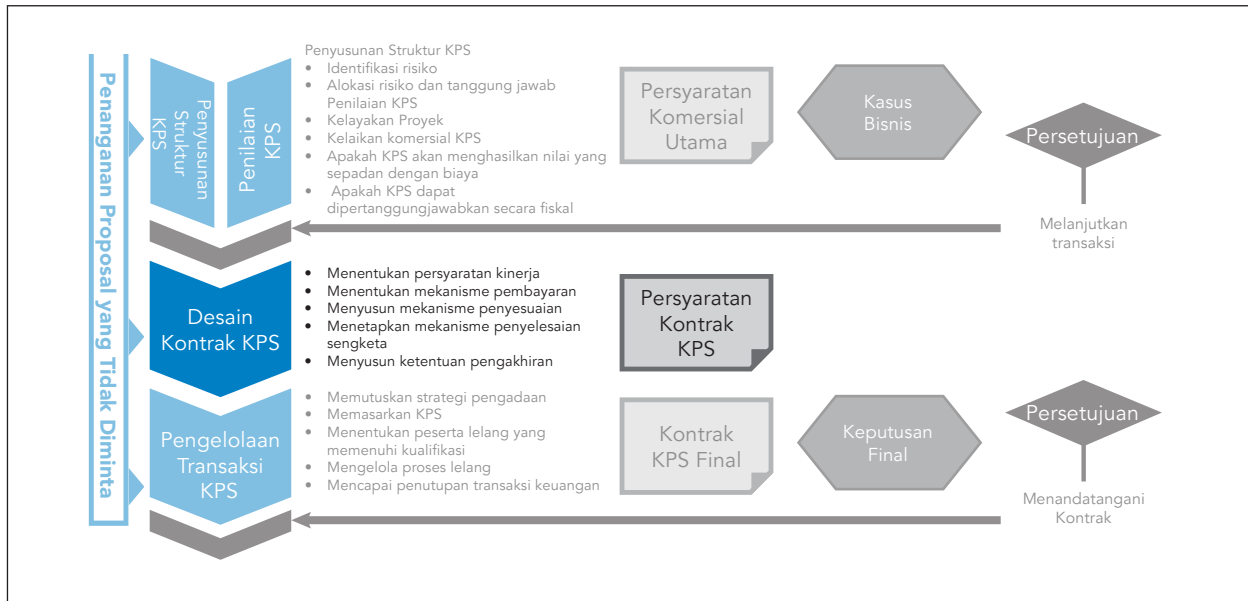 Penanganan Proposal yang Tidak Diminta
Penyusunan
Struktur
KPS
Penilaian
KPS
Penyusunan Struktur KPS
• Identifikasi risiko
• Alokasi risiko dan tanggung jawab
Penilaian KPS
• Kelayakan Proyek
• Kelaikan komersial KPS
• Apakah KPS akan menghasilkan nilai yang
sepadan dengan biaya
• Apakah KPS dapat
dipertanggungjawabkan secara fiskal
Persyaratan
Komersial
Utama
Kasus
Bisnis
Persetujuan
Melanjutkan
transaksi
Desain
Kontrak KPS
• Menentukan persyaratan kinerja
• Menentukan mekanisme pembayaran
• Menyusun mekanisme penyesuaian
• Menetapkan mekanisme penyelesaian
sengketa
• Menyusun ketentuan pengakhiran
Persyaratan
Kontrak
KPS
Pengelolaan
Transaksi
KPS
• Memutuskan strategi pengadaan
• Memasarkan KPS
• Menentukan peserta lelang yang
memenuhi kualifikasi
• Mengelola proses lelang
• Mencapai penutupan transaksi keuangan
Kontrak
KPS Final
Keputusan
Final
Persetujuan
Menandatangani
Kontrak